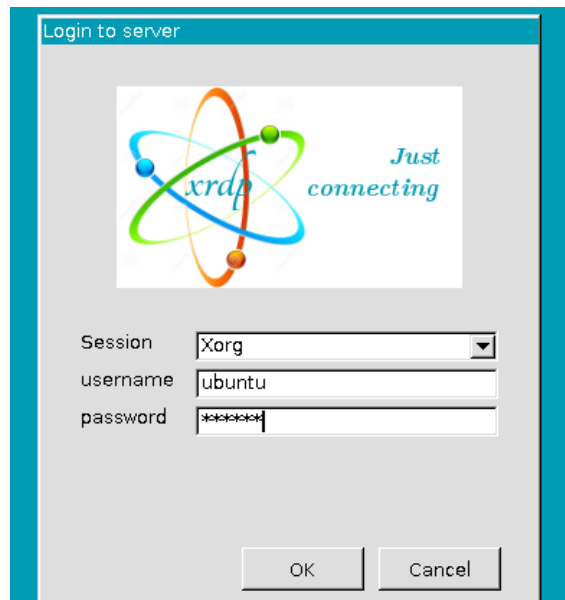 Login to server
xrdp
Just
connecting
Session Xorg
username ubuntu
password ******
OK Cancel